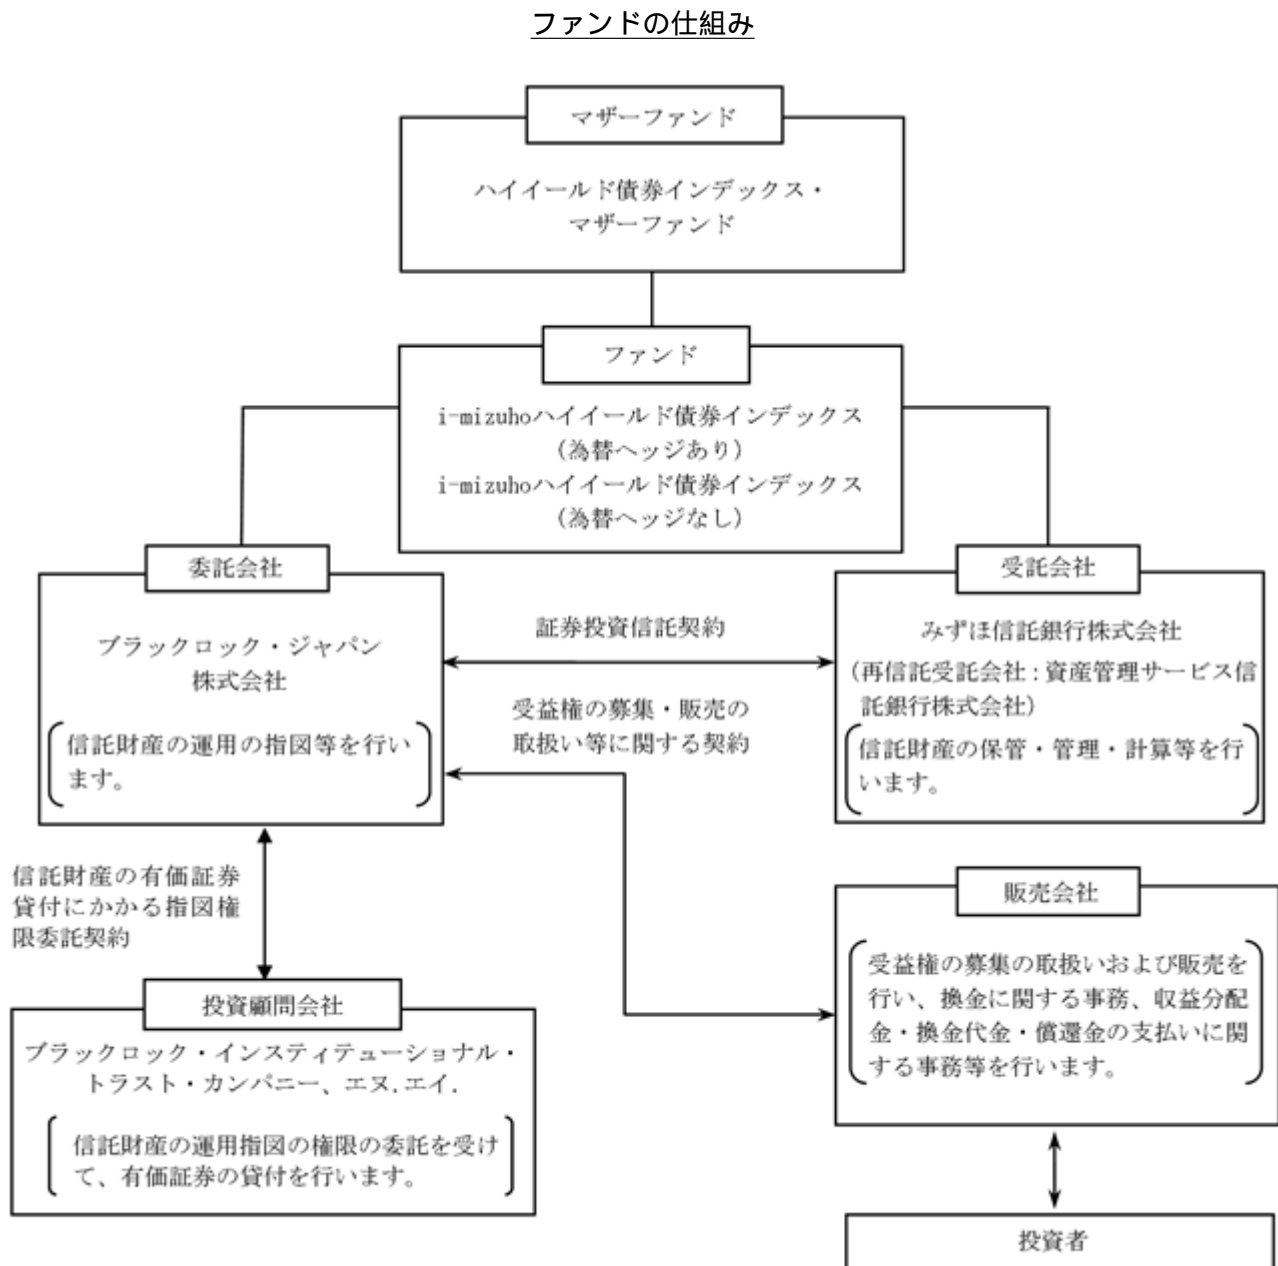 ファンドの仕組み
マザーファンド
ハイイールド債券インデックス・
マザーファンド
ファンド
i-mizuhoハイイールド債券インデックス
（為替ヘッジあり）
i-mizuhoハイイールド債券インデックス
（為替ヘッジなし）
委託会社
ブラックロック・ジャパン
株式会社
信託財産の運用の指図等を行い
ます。
証券投資信託契約
受益権の募集・販売の
取扱い等に関する契約
受託会社
みずほ信託銀行株式会社
（再信託受託会社：資産管理サービス信
託銀行株式会社）
信託財産の保管・管理・計算等を行
います。
信託財産の有価証券
貸付にかかる指図権
限委託契約
販売会社
受益権の募集の取扱いおよび販売を
行い、換金に関する事務、収益分配
金・換金代金・償還金の支払いに関
する事務等を行います。
投資顧問会社
ブラックロック・インスティテューショナル・
トラスト・カンパニー、エヌ.エイ.
信託財産の運用指図の権限の委託を受け
て、有価証券の貸付を行います。
投資者